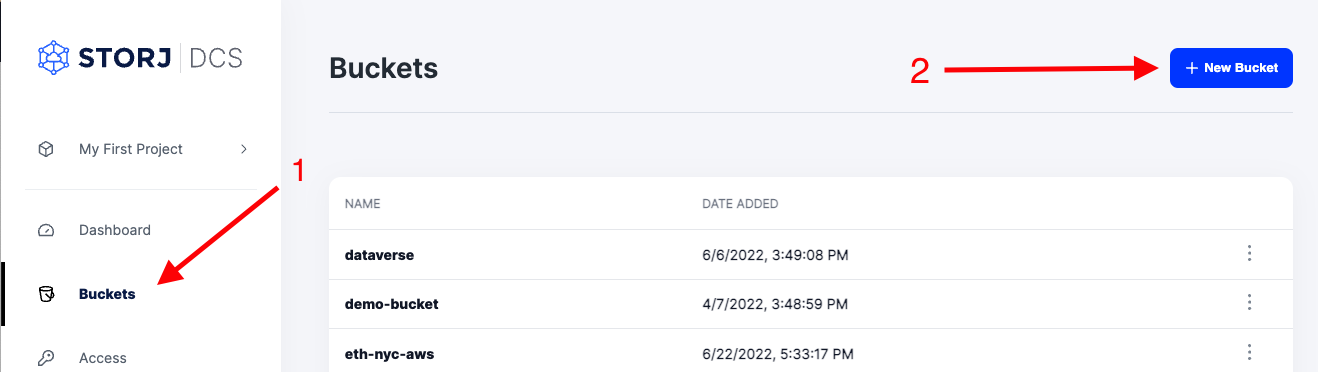 STORJ DCS
Buckets
2
+ New Bucket
My First Project
1
NAME DATE ADDED
Dashboard
dataverse 6/6/2022, 3:49:08 PM
Buckets
demo-bucket 4/7/2022, 3:48:59 PM
Access
eth-nyc-aws 6/22/2022, 5:33:17 PM